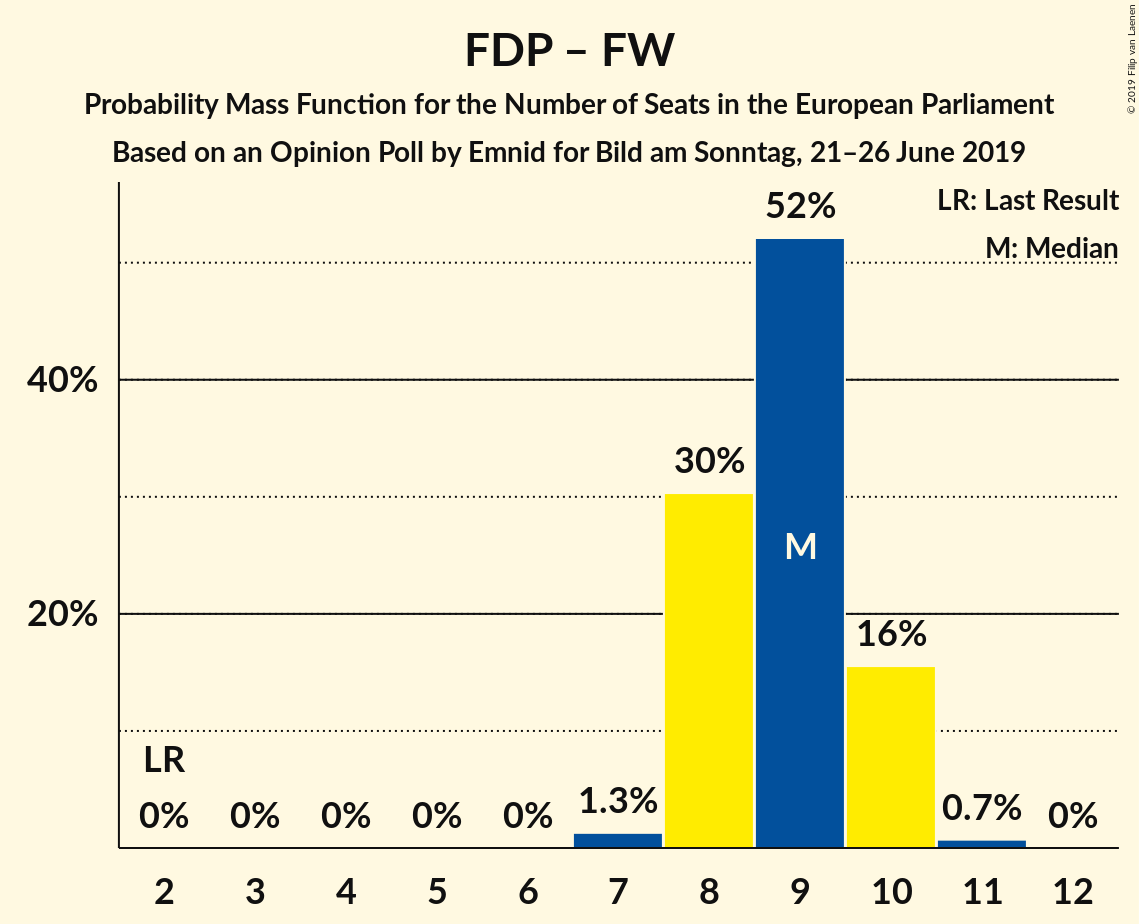 FDP – FW
Probability Mass Function for the Number of Seats in the European Parliament
Based on an Opinion Poll by Emnid for Bild am Sonntag, 21–26 June 2019
© 2019 Filip van Laenen
LR: Last Result
M: Median
52%
40%
30%
M
20%
16%
LR
0% 0% 0% 0% 0% 1.3% 0.7% 0%
2 3 4 5 6 7 8 9 10 11 12